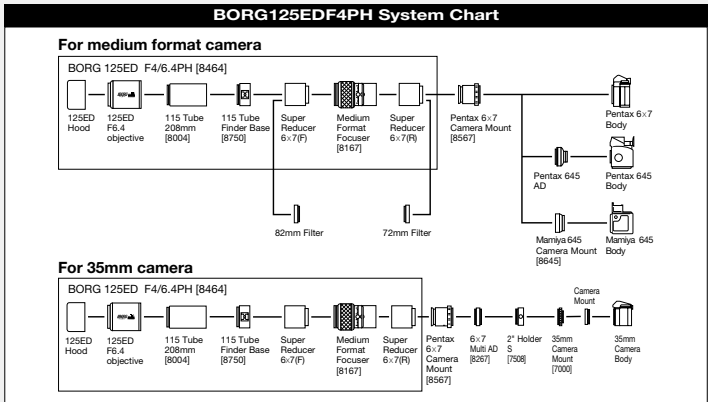 BORG125EDF4PH System Chart
For medium format camera
BORG 125ED F4/6.4PH [8464]
125ED
Hood
125ED
F6.4
objective
115 Tube
208mm
[8004]
115 Tube
Finder Base
[8750]
Super
Reducer
6×7(F)
Medium
Format
Focuser
[8167]
Super
Reducer
6×7(R)
Pentax 6×7
Camera Mount
[8567]
Pentax 6×7
Body
Pentax 645
AD
Pentax 645
Body
Mamiya 645
Camera Mount
[8645]
Mamiya 645
Body
82mm Filter
72mm Filter
For 35mm camera
BORG 125ED F4/6.4PH [8464]
125ED
Hood
125ED
F6.4
objective
115 Tube
208mm
[8004]
115 Tube
Finder Base
[8750]
Super
Reducer
6×7(F)
Medium
Format
Focuser
[8167]
Super
Reducer
6×7(R)
Pentax
6×7
Camera
Mount
[8567]
6×7
Multi AD
[8267]
2" Holder
S
[7508]
35mm
Camera
Mount
[7000]
Camera
Mount
35mm
Camera
Body